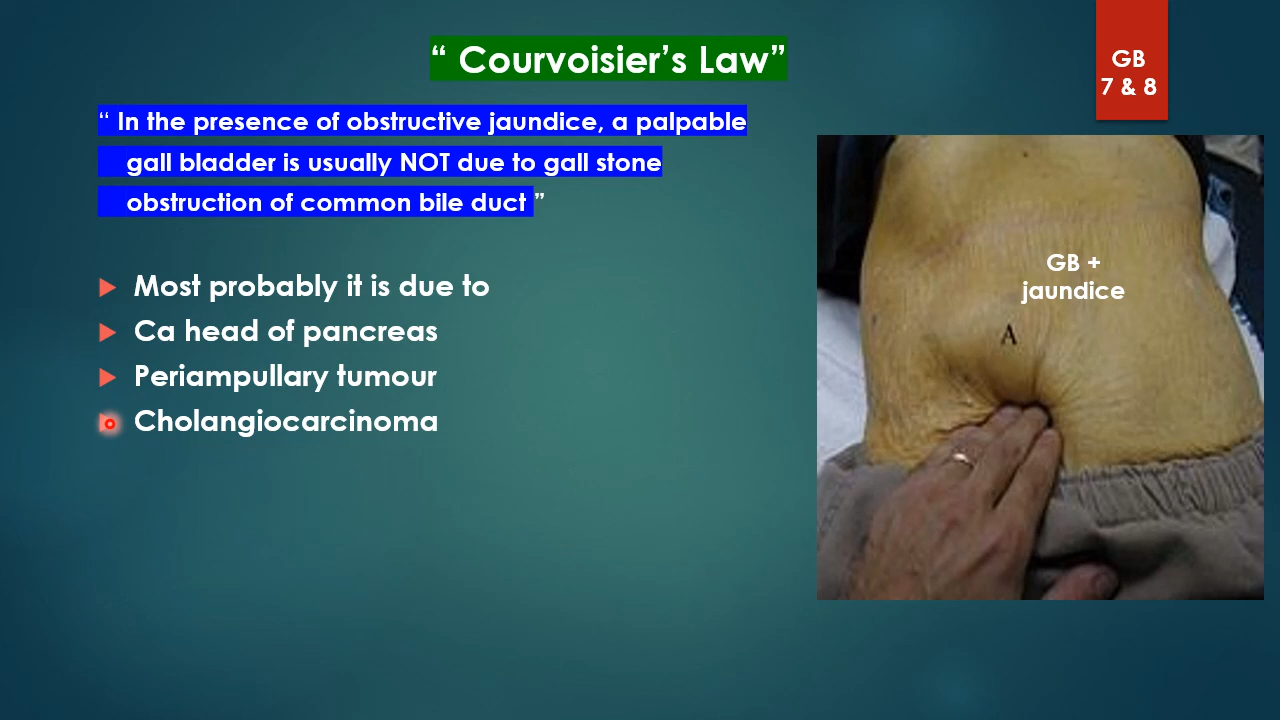 “ Courvoisier’s Law”
GB
7 & 8
“ In the presence of obstructive jaundice, a palpable
gall bladder is usually NOT due to gall stone
obstruction of common bile duct ”
Most probably it is due to
Ca head of pancreas
Periampullary tumour
Cholangiocarcinoma
GB +
jaundice
A